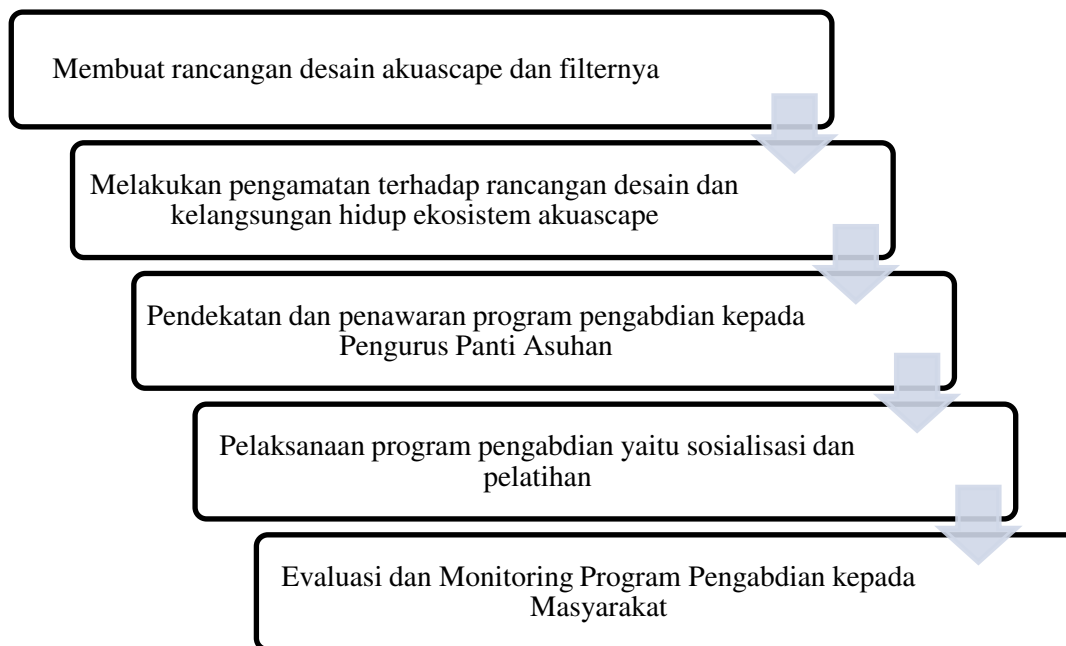 Membuat rancangan desain akuascape dan filternya
Melakukan pengamatan terhadap rancangan desain dan
kelangsungan hidup ekosistem akuascape
Pendekatan dan penawaran program pengabdian kepada
Pengurus Panti Asuhan
Pelaksanaan program pengabdian yaitu sosialisasi dan
pelatihan
Evaluasi dan Monitoring Program Pengabdian kepada
Masyarakat